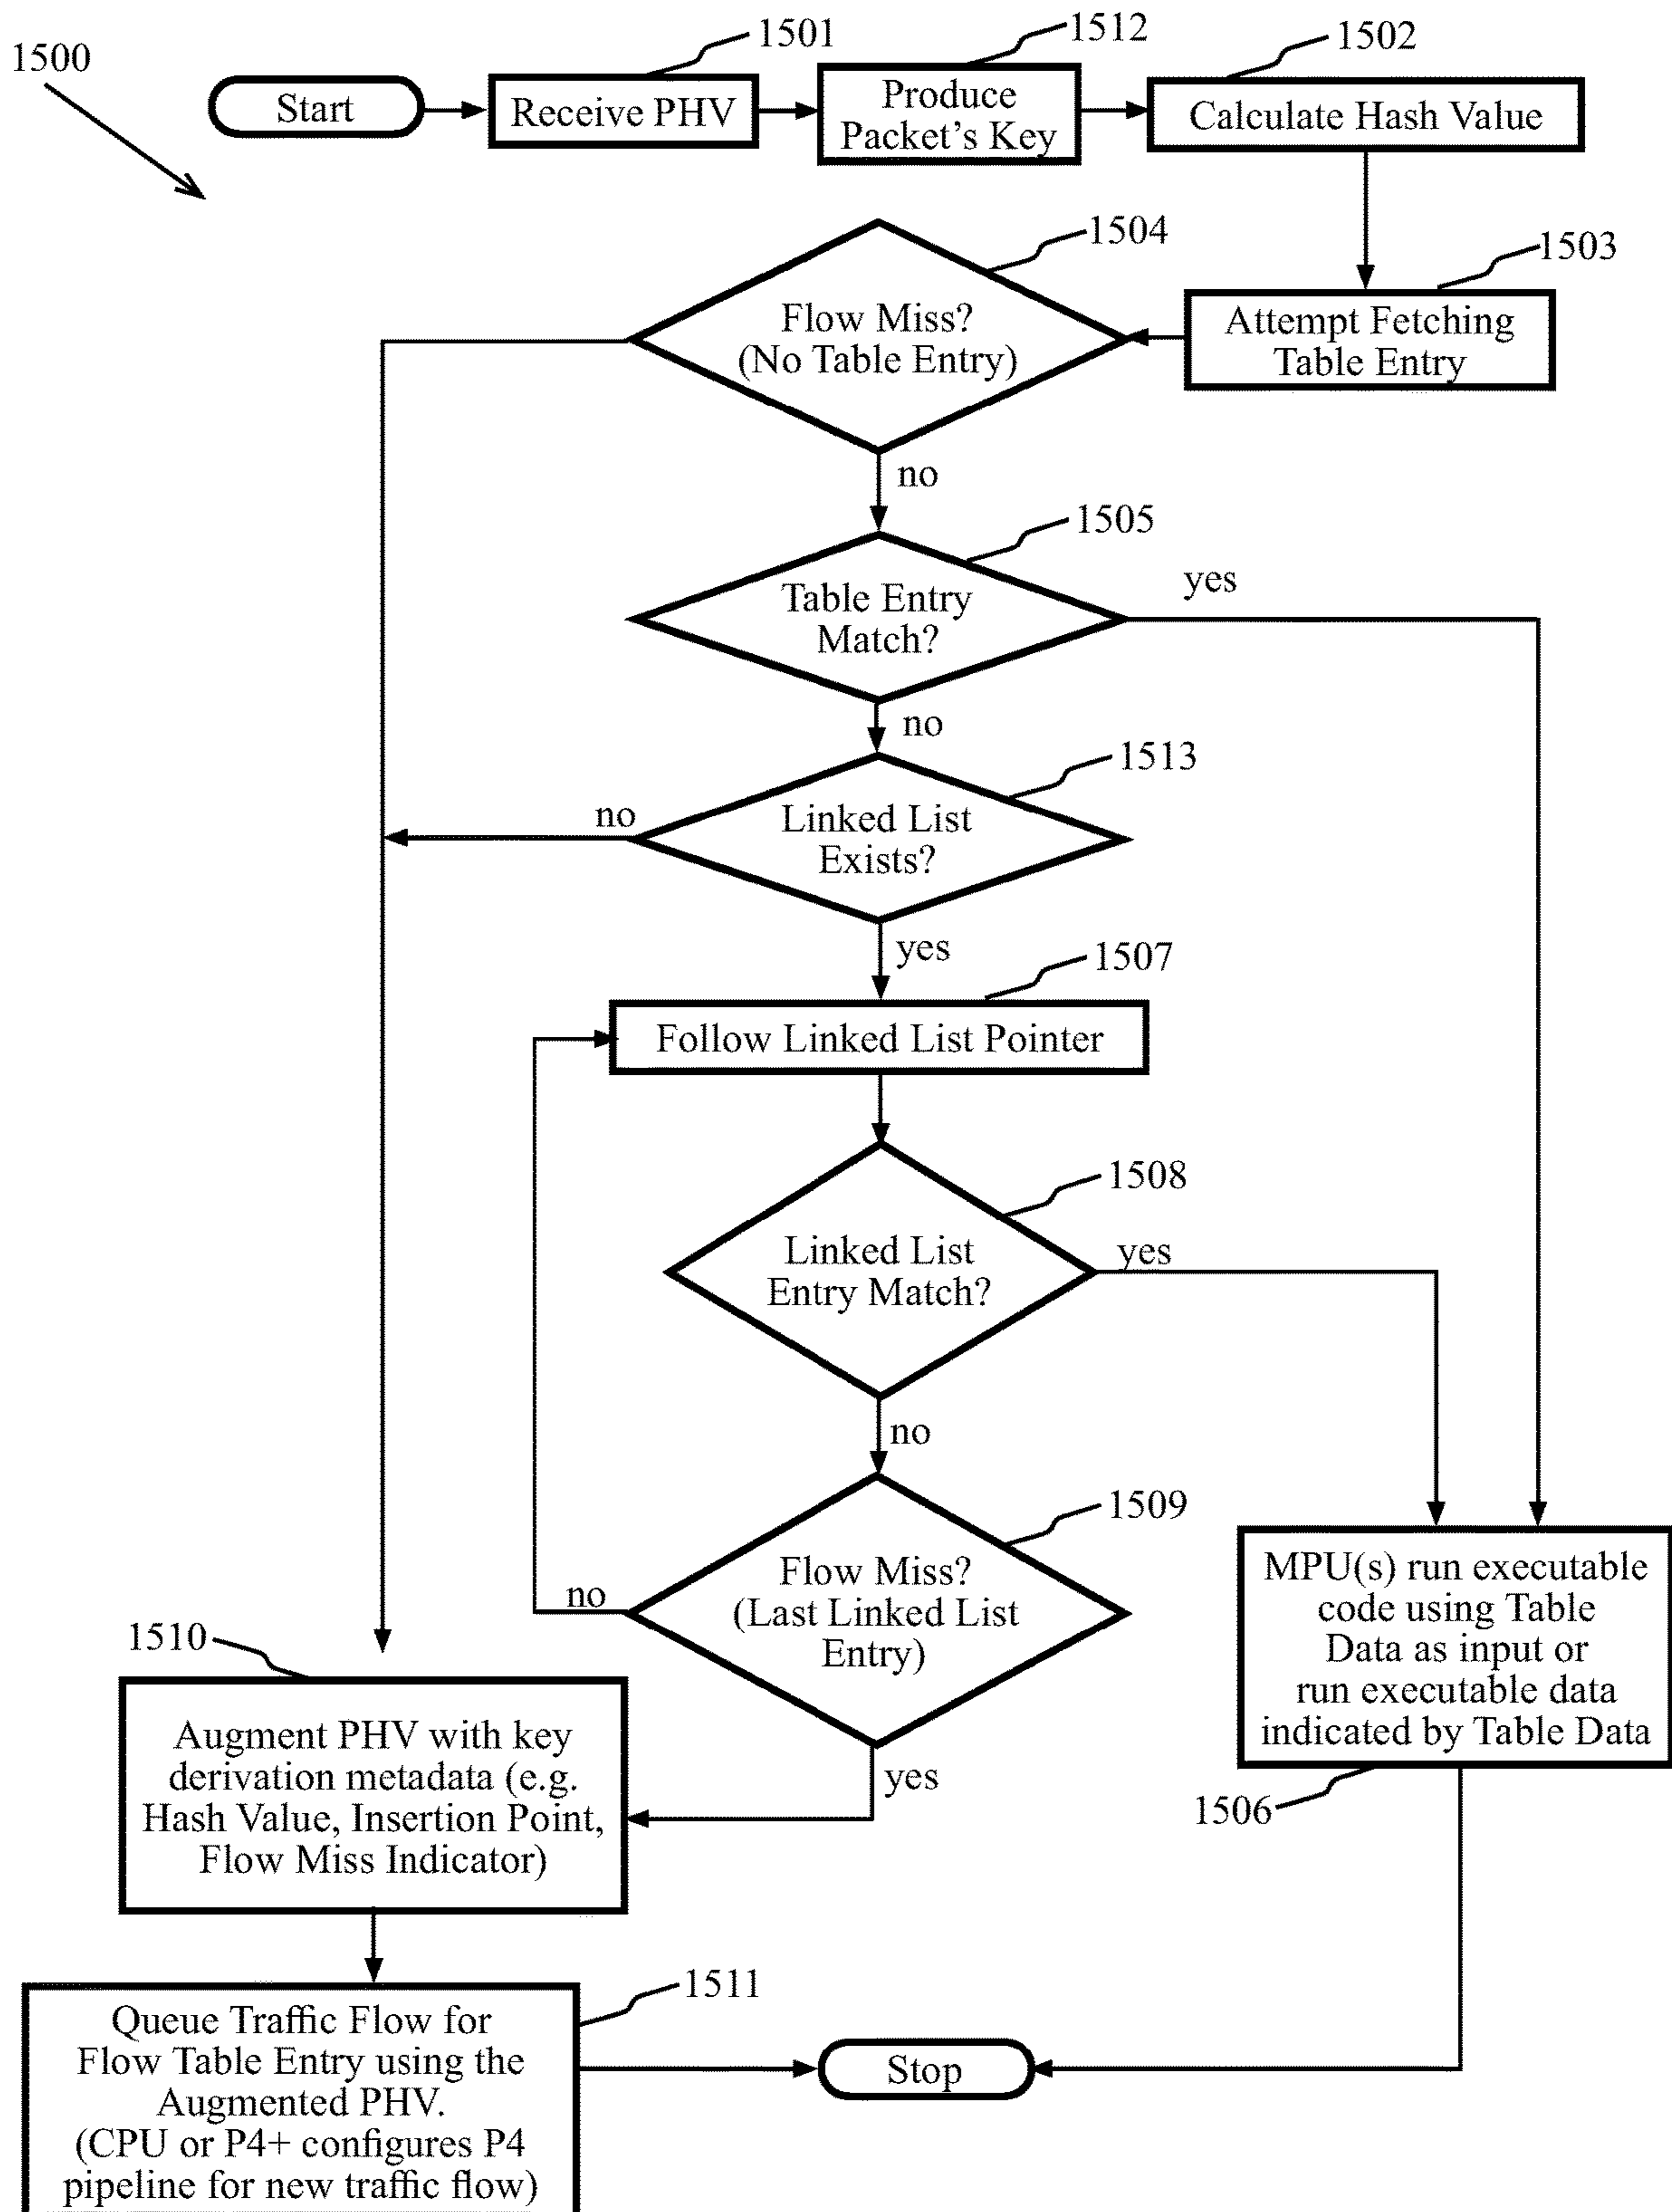 1500
1501
1512
1502
Start
Receive PHV
Produce
Packet's Key
Calculate Hash Value
1504
1503
Flow Miss?
(No Table Entry)
Attempt Fetching
Table Entry
no
1505
yes
Table Entry
Match?
no
1513
no
Linked List
Exists?
yes
1507
Follow Linked List Pointer
1508
yes
Linked List
Entry Match?
no
1509
Flow Miss?
(Last Linked List
Entry)
no
yes
MPU(s) run executable
code using Table
Data as input or
run executable data
indicated by Table Data
1506
1510
Augment PHV with key
derivation metadata (e.g.
Hash Value, Insertion Point,
Flow Miss Indicator)
1511
Queue Traffic Flow for
Flow Table Entry using the
Augmented PHV.
(CPU or P4+ configures P4
pipeline for new traffic flow)
Stop